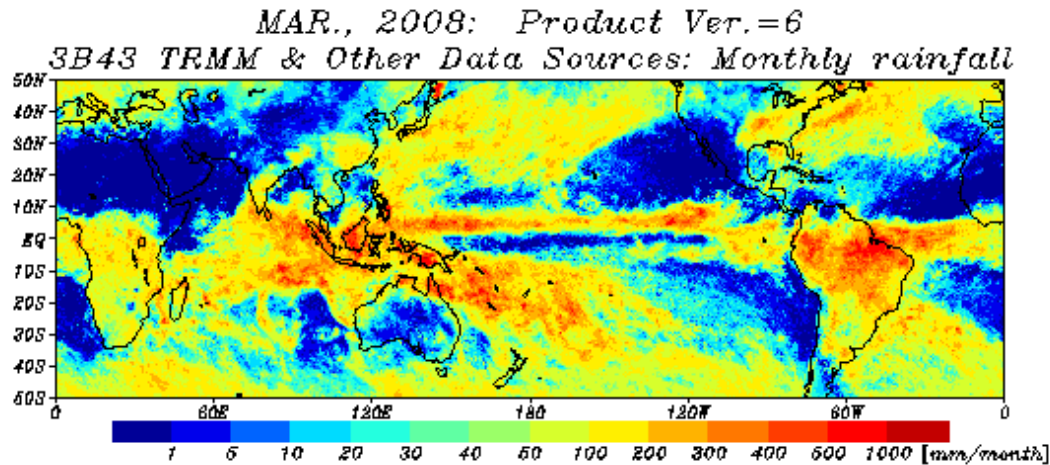 MAR., 2008: Product Ver.=6
3B43 TRMM & Other Data Sources: Monthly rainfall
50N
40N
30N
20N
10N
EQ
10S
20S
30S
40S
50S
0 60E 120E 180 120W 60W 0
1 5 10 20 30 40 50 100 200 300 400 500 1000 [mm/month]